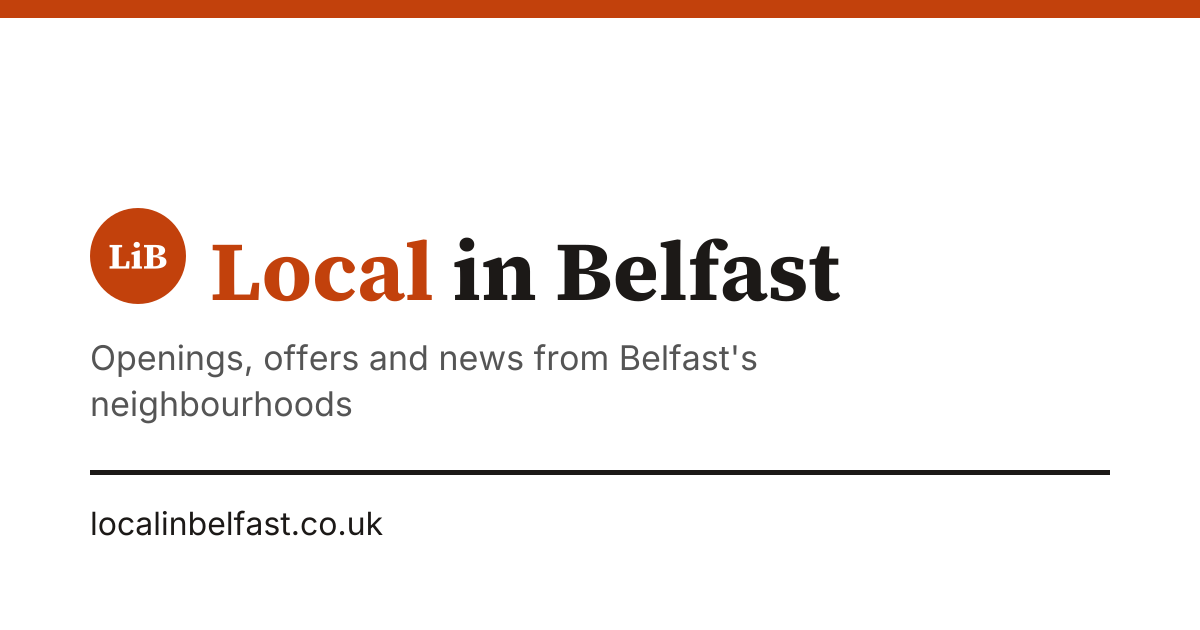 LiB
Local in Belfast
Openings, offers and news from Belfast's
neighbourhoods
localinbelfast.co.uk